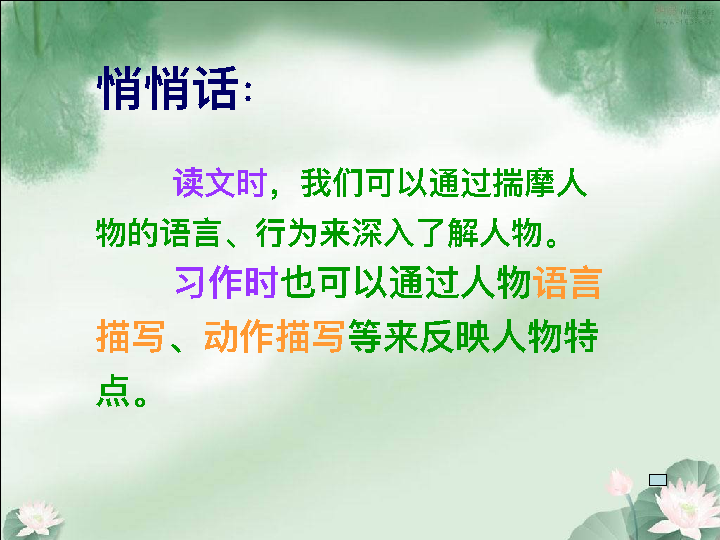 悄悄话：
读文时，我们可以通过揣摩人
物的语言、行为来深入了解人物。
习作时也可以通过人物语言
描写、动作描写等来反映人物特
点。